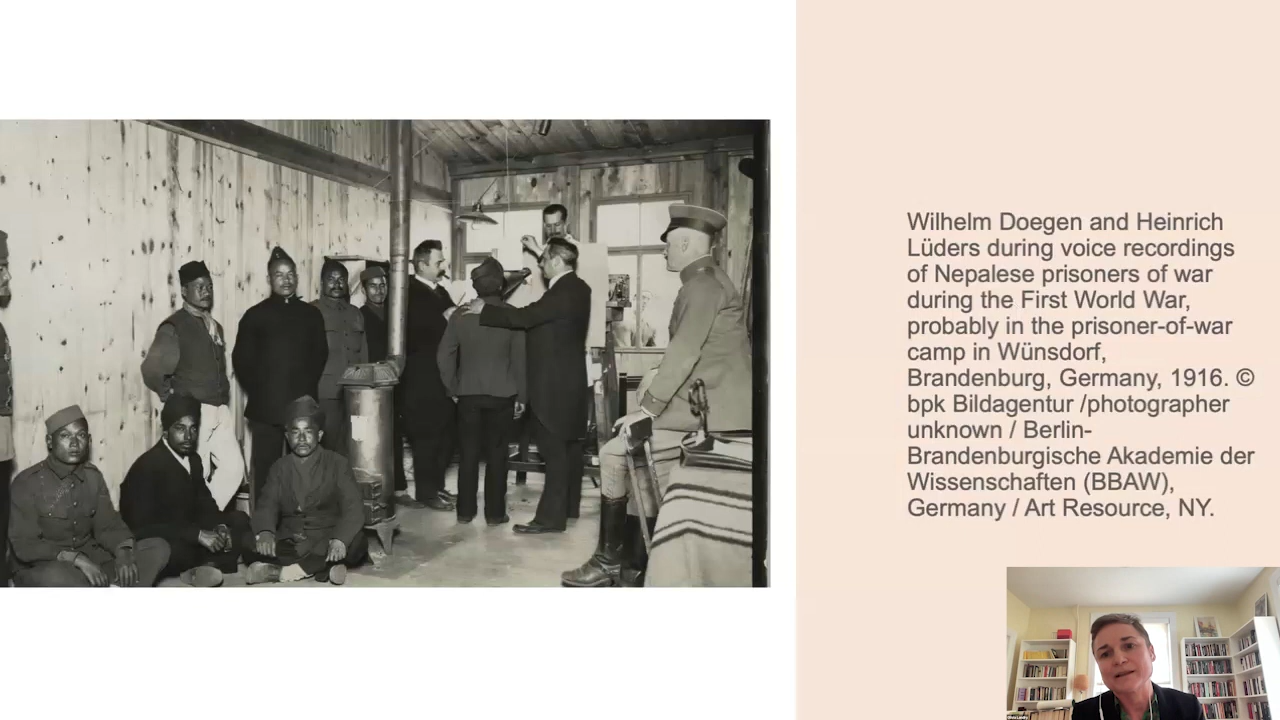 Wilhelm Doegen and Heinrich
Lüders during voice recordings
of Nepalese prisoners of war
during the First World War,
probably in the prisoner-of-war
camp in Wünsdorf,
Brandenburg, Germany, 1916. ©
bpk Bildagentur /photographer
unknown / Berlin-
Brandenburgische Akademie der
Wissenschaften (BBAW),
Germany / Art Resource, NY.